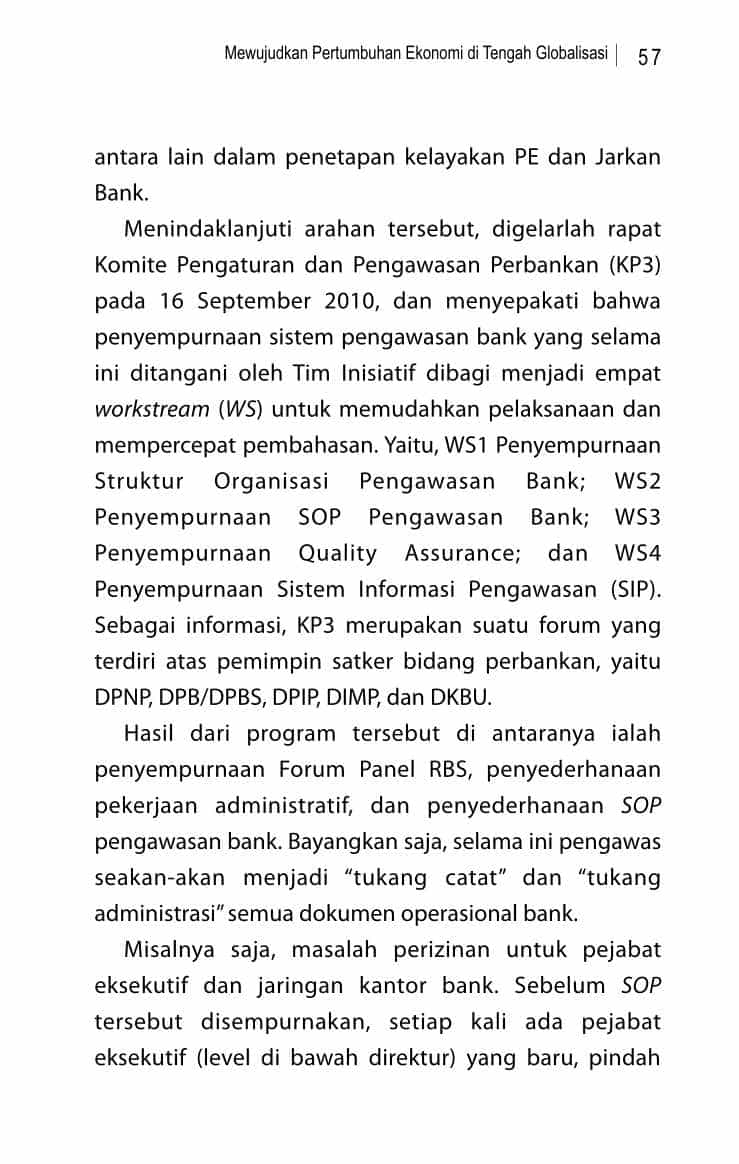 Mewujudkan Pertumbuhan Ekonomi di Tengah Globalisasi | 57
antara lain dalam penetapan kelayakan PE dan Jarkan
Bank.
Menindaklanjuti arahan tersebut, digelarlah rapat
Komite Pengaturan dan Pengawasan Perbankan (KP3)
pada 16 September 2010, dan menyepakati bahwa
penyempurnaan sistem pengawasan bank yang selama
ini ditangani oleh Tim Inisiatif dibagi menjadi empat
workstream (WS) untuk memudahkan pelaksanaan dan
mempercepat pembahasan. Yaitu, WS1 Penyempurnaan
Struktur Organisasi Pengawasan Bank; WS2
Penyempurnaan SOP Pengawasan Bank; WS3
Penyempurnaan Quality Assurance; dan WS4
Penyempurnaan Sistem Informasi Pengawasan (SIP).
Sebagai informasi, KP3 merupakan suatu forum yang
terdiri atas pemimpin satker bidang perbankan, yaitu
DPNP, DPB/DPBS, DPIP, DIMP, dan DKBU.
Hasil dari program tersebut di antaranya ialah
penyempurnaan Forum Panel RBS, penyederhanaan
pekerjaan administratif, dan penyederhanaan SOP
pengawasan bank. Bayangkan saja, selama ini pengawas
seakan-akan menjadi “tukang catat” dan “tukang
administrasi” semua dokumen operasional bank.
Misalnya saja, masalah perizinan untuk pejabat
eksekutif dan jaringan kantor bank. Sebelum SOP
tersebut disempurnakan, setiap kali ada pejabat
eksekutif (level di bawah direktur) yang baru, pindah